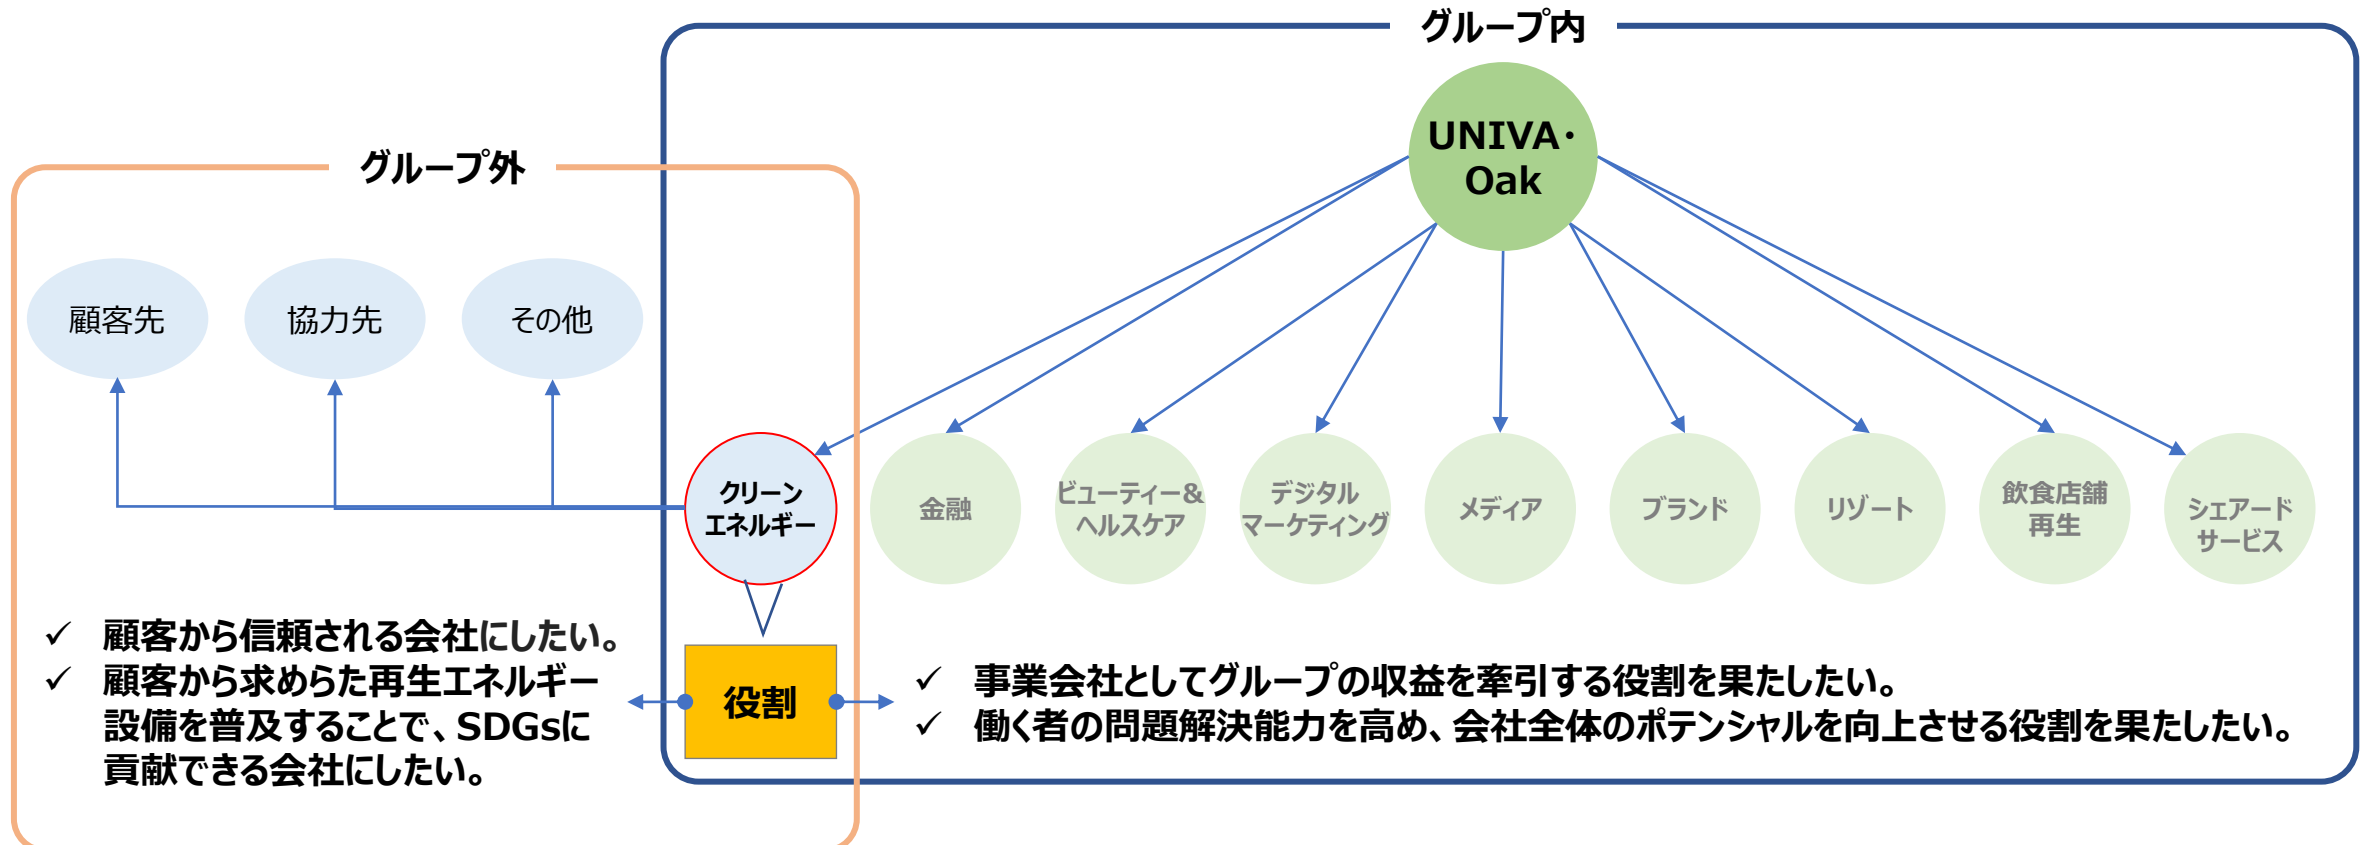 グループ内
UNIVA・
Oak
グループ外
顧客先
協力先
その他
クリーン
エネルギー
金融
ビューティー&
ヘルスケア
デジタル
マーケティング
メディア
ブランド
リゾート
飲食店舗
再生
シェアード
サービス
✓ 顧客から信頼される会社にしたい。
✓ 顧客から求めらた再生エネルギー
設備を普及することで、SDGsに
貢献できる会社にしたい。
役割
✓ 事業会社としてグループの収益を牽引する役割を果たしたい。
✓ 働く者の問題解決能力を高め、会社全体のポテンシャルを向上させる役割を果たしたい。